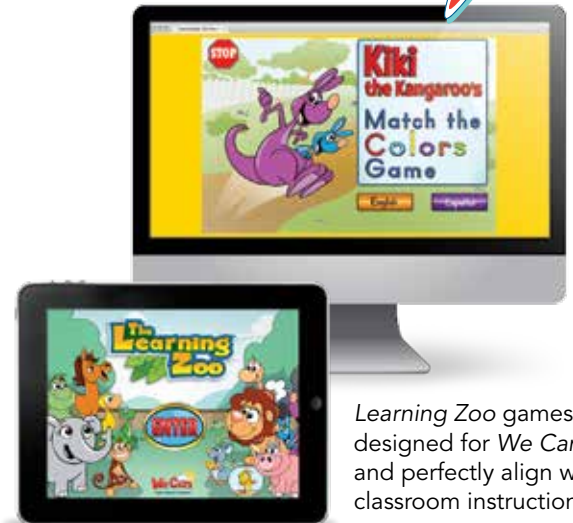 STOP
Kiki
the Kangaroo's
Match the
Colors
Game
English
Español
The
Learning
Zoo
ENTER
We Can
Learning Zoo games
designed for We Can
and perfectly align w
classroom instruction